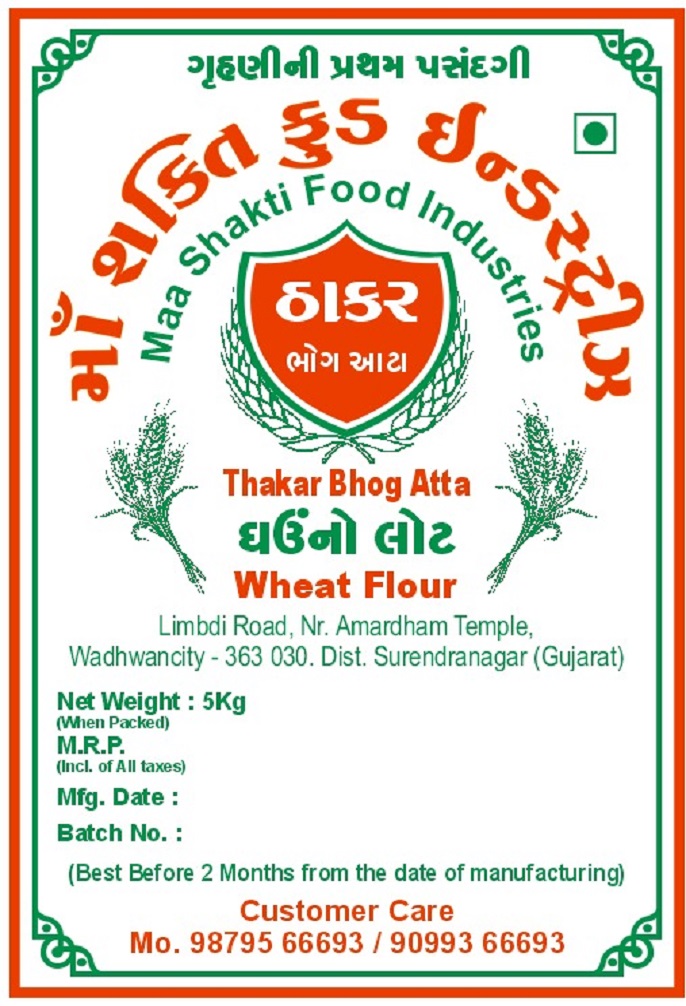 ગૃહણીની પ્રથમ પસંદગી
માઁ શક્તિ ફુડ ઈન્ડસ્ટ્રીઝ
Maa Shakti Food Industries
ઠાકર
ભોગ આટા
Thakar Bhog Atta
ઘઉંનો લોટ
Wheat Flour
Limbdi Road, Nr. Amardham Temple,
Wadhwancity - 363 030. Dist. Surendranagar (Gujarat)
Net Weight : 5Kg
(When Packed)
M.R.P.
(Incl. of All taxes)
Mfg. Date :
Batch No. :
(Best Before 2 Months from the date of manufacturing)
Customer Care
Mo. 98795 66693 / 90993 66693